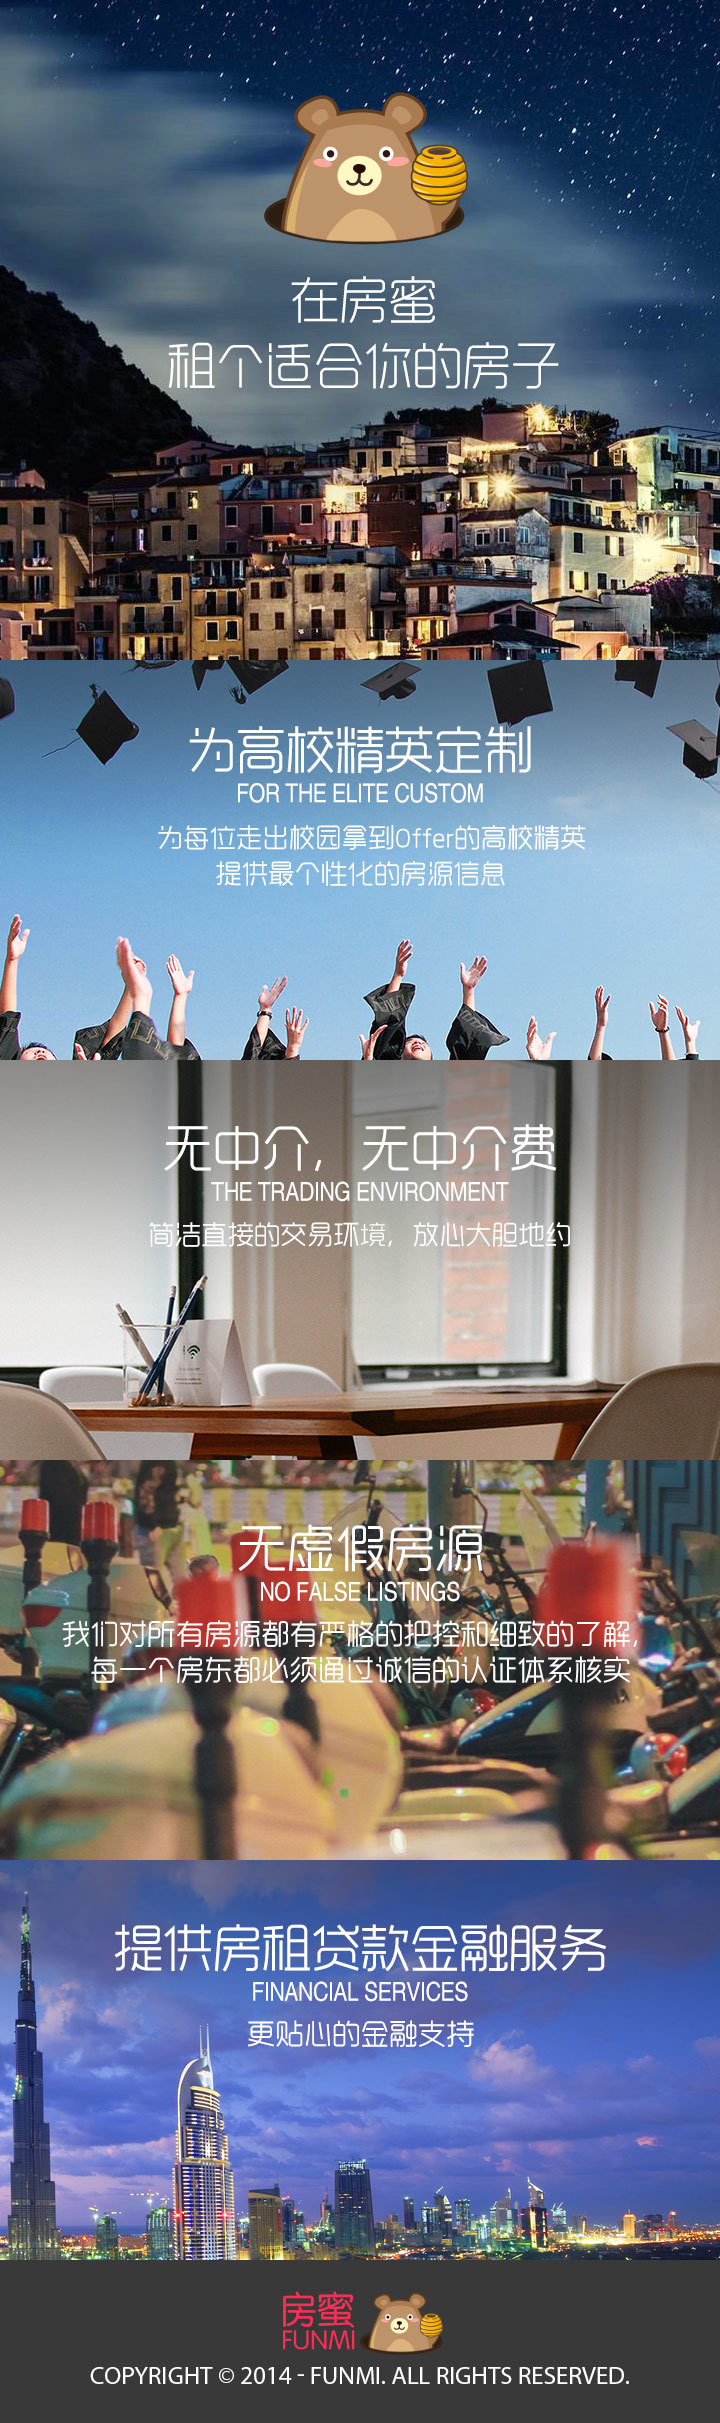 在房蜜
租个适合你的房子
为高校精英定制
FOR THE ELITE CUSTOM
为每位走出校园拿到Offer的高校精英
提供最个性化的房源信息
无中介，无中介费
THE TRADING ENVIRONMENT
简洁直接的交易环境，放心大胆地约
无虚假房源
NO FALSE LISTINGS
我们对所有房源都有严格的把控和细致的了解，
每一个房东都必须通过诚信的认证体系核实
提供房租贷款金融服务
FINANCIAL SERVICES
更贴心的金融支持
房蜜
FUNMI
COPYRIGHT © 2014 - FUNMI. ALL RIGHTS RESERVED.